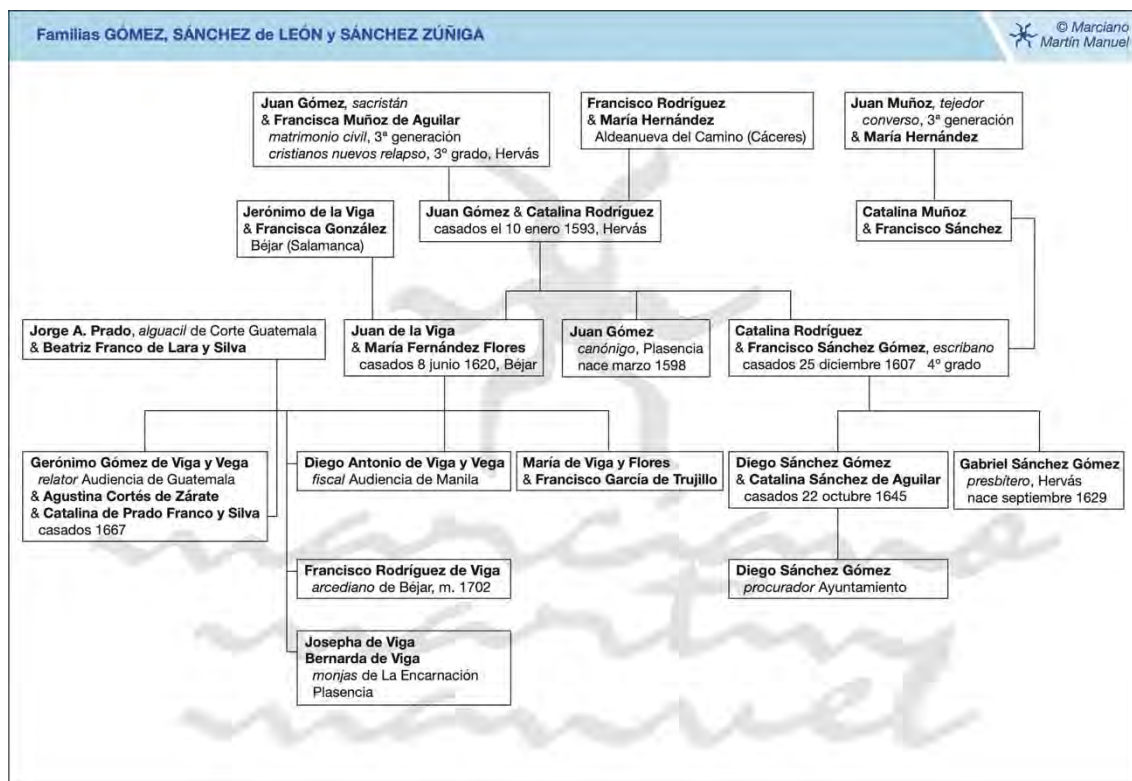 Familias GÓMEZ, SÁNCHEZ de LEÓN y SÁNCHEZ ZÚÑIGA
© Marciano
Martín Manuel
Juan Gómez, sacristán
& Francisca Muñoz de Aguilar
matrimonio civil, 3ª generación
cristianos nuevos relapso, 3º grado, Hervás
Francisco Rodríguez
& María Hernández
Aldeanueva del Camino (Cáceres)
Juan Muñoz, tejedor
converso, 3ª generación
& María Hernández
Jerónimo de la Viga
& Francisca González
Béjar (Salamanca)
Juan Gómez & Catalina Rodríguez
casados el 10 enero 1593, Hervás
Catalina Muñoz
& Francisco Sánchez
Jorge A. Prado, alguacil de Corte Guatemala
& Beatriz Franco de Lara y Silva
Juan de la Viga
& María Fernández Flores
casados 8 junio 1620, Béjar
Juan Gómez
canónigo, Plasencia
nace marzo 1598
Catalina Rodríguez
& Francisco Sánchez Gómez, escribano
casados 25 diciembre 1607 4º grado
Gerónimo Gómez de Viga y Vega
relator Audiencia de Guatemala
& Agustina Cortés de Zárate
& Catalina de Prado Franco y Silva
casados 1667
Diego Antonio de Viga y Vega
fiscal Audiencia de Manila
María de Viga y Flores
& Francisco García de Trujillo
Diego Sánchez Gómez
& Catalina Sánchez de Aguilar
casados 22 octubre 1645
Gabriel Sánchez Gómez
presbítero, Hervás
nace septiembre 1629
Francisco Rodríguez de Viga
arcediano de Béjar, m. 1702
Diego Sánchez Gómez
procurador Ayuntamiento
Josepha de Viga
Bernarda de Viga
monjas de La Encarnación
Plasencia
marciano
martín
manuel